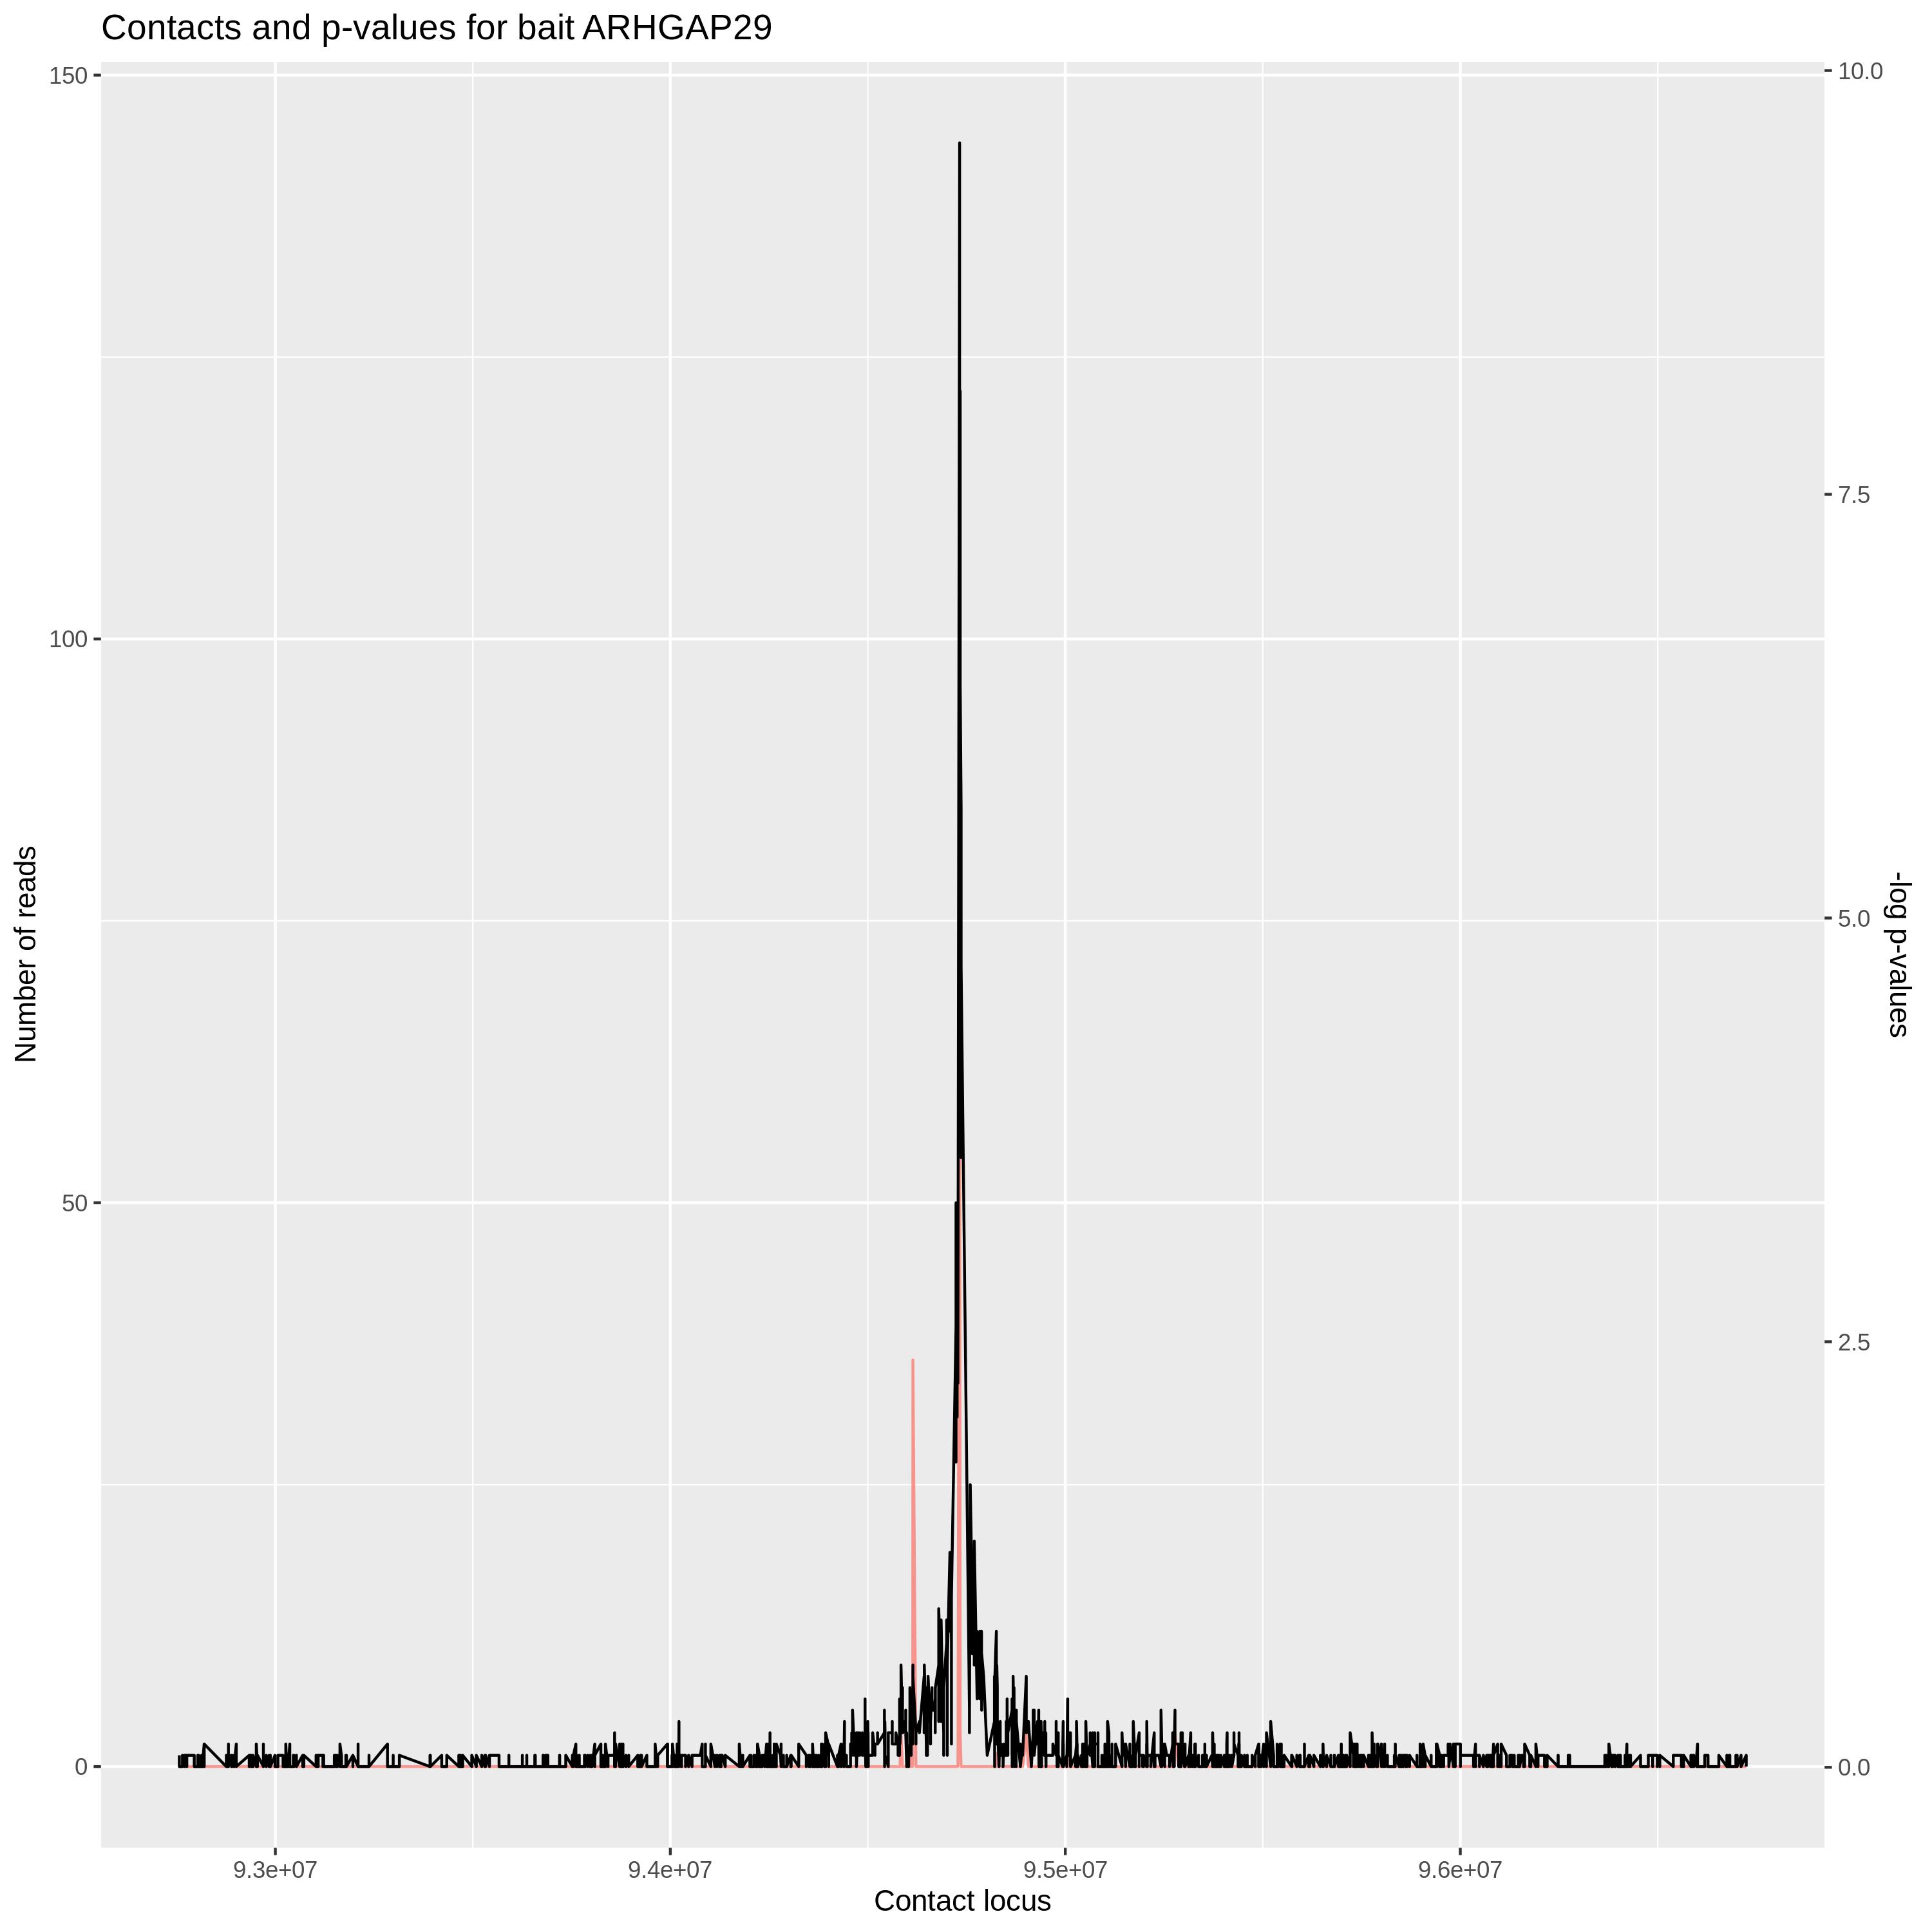 Contacts and p-values for bait ARHGAP29
150
100
50
0
Number of reads
10.0
7.5
5.0
2.5
0.0
-log p-values
9.3e+07
9.4e+07
9.5e+07
9.6e+07
Contact locus